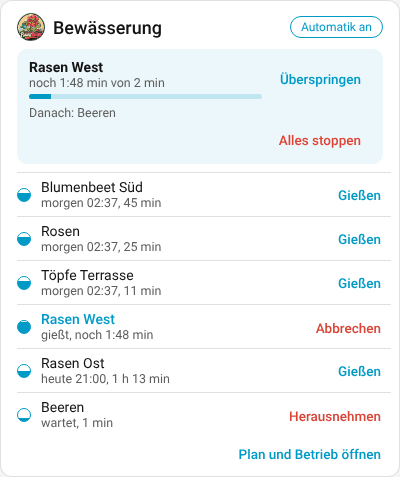 Bewässerung
Automatik an
Rasen West
noch 1:48 min von 2 min
Überspringen
Danach: Beeren
Alles stoppen
Blumenbeet Süd
morgen 02:37, 45 min
Gießen
Rosen
morgen 02:37, 25 min
Gießen
Töpfe Terrasse
morgen 02:37, 11 min
Gießen
Rasen West
gießt, noch 1:48 min
Abbrechen
Rasen Ost
heute 21:00, 1 h 13 min
Gießen
Beeren
wartet, 1 min
Herausnehmen
Plan und Betrieb öffnen